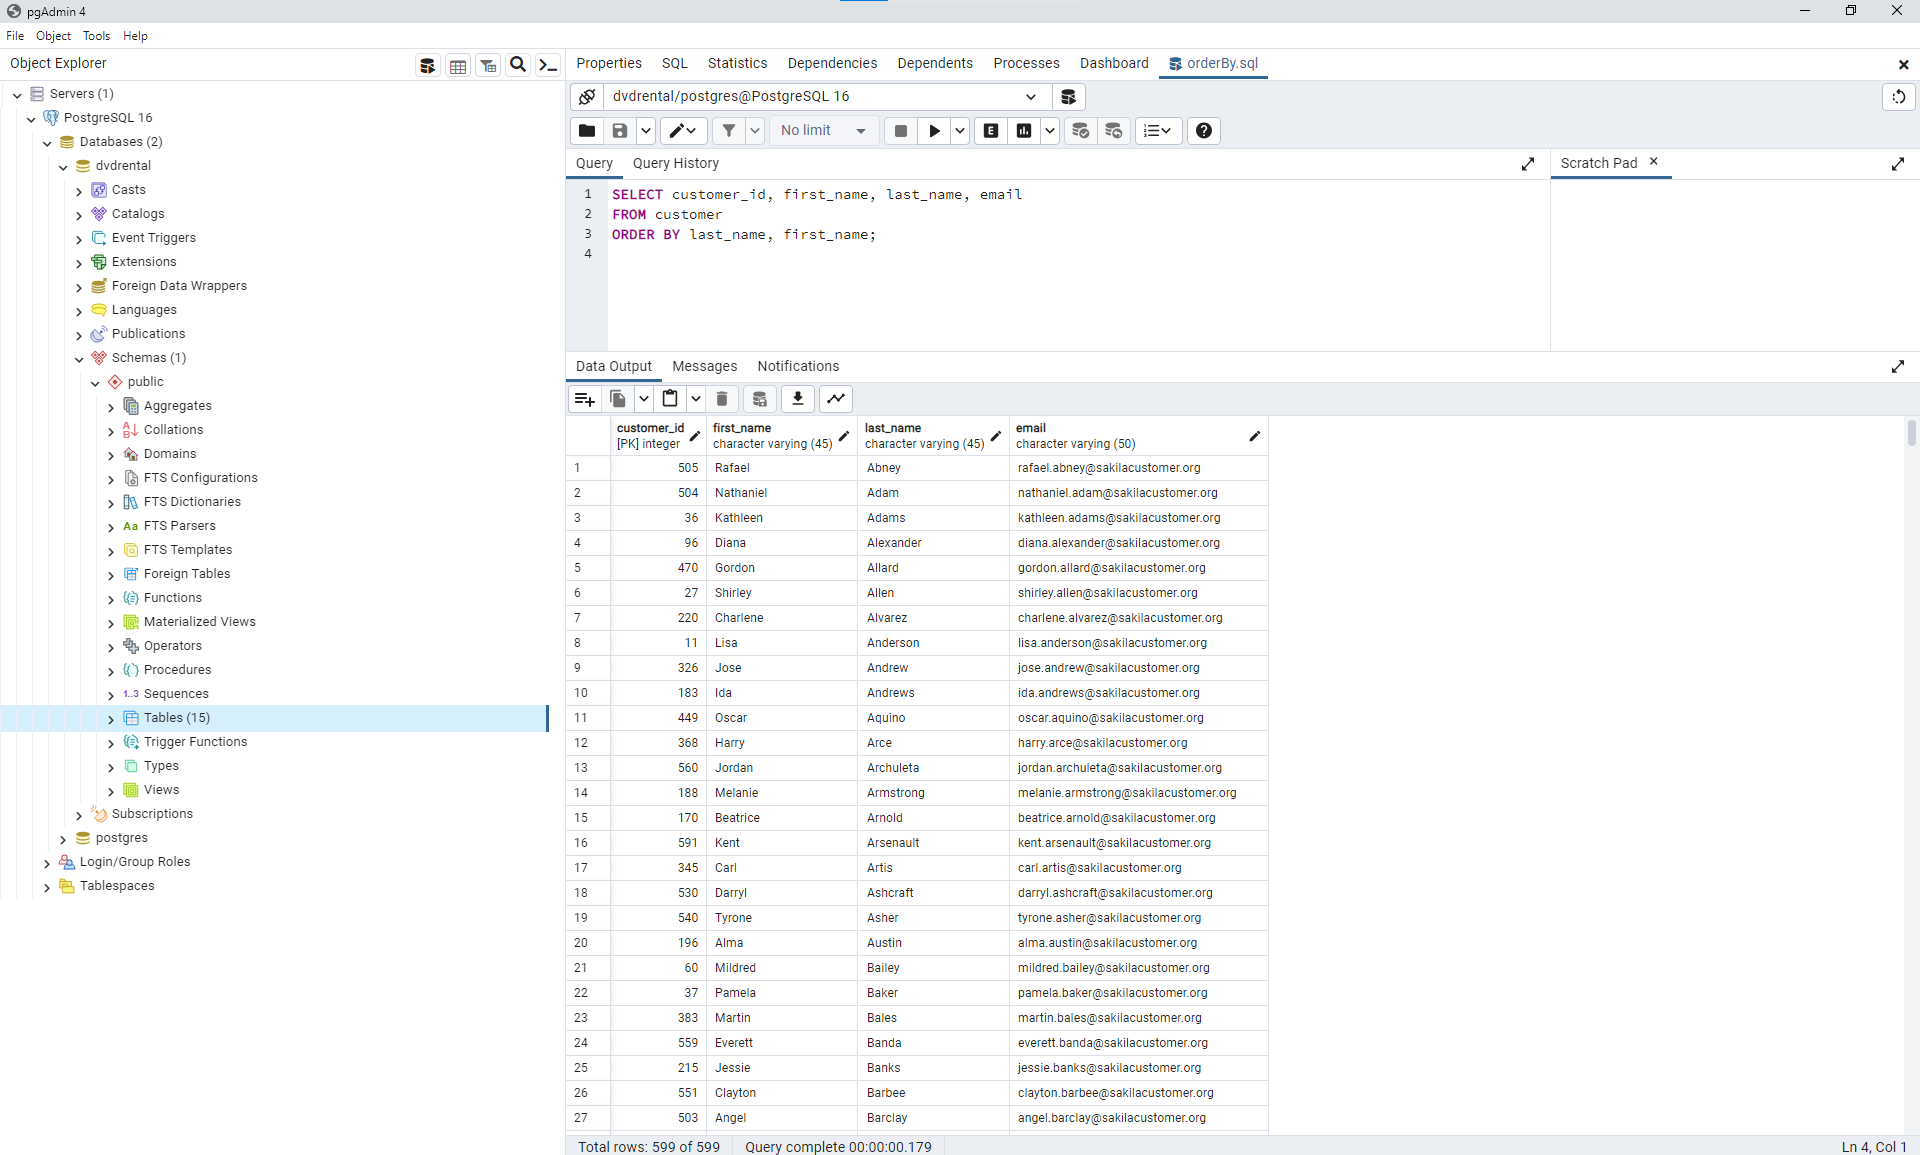 pgAdmin 4
File Object Tools Help
Object Explorer
Servers (1)
PostgreSQL 16
Databases (2)
dvdrental
Casts
Catalogs
Event Triggers
Extensions
Foreign Data Wrappers
Languages
Publications
Schemas (1)
public
Aggregates
Collations
Domains
FTS Configurations
FTS Dictionaries
Aa FTS Parsers
FTS Templates
Foreign Tables
Functions
Materialized Views
Operators
Procedures
1..3 Sequences
Tables (15)
Trigger Functions
Types
Views
Subscriptions
postgres
Login/Group Roles
Tablespaces
Properties SQL Statistics Dependencies Dependents Processes Dashboard orderBy.sql
dvdrental/postgres@PostgreSQL 16
No limit E
Query Query History
1 SELECT customer_id, first_name, last_name, email
2 FROM customer
3 ORDER BY last_name, first_name;
4
Scratch Pad
Data Output Messages Notifications
customer_id first_name last_name email
[PK] integer character varying (45) character varying (45) character varying (50)
1 505 Rafael Abney rafael.abney@sakilacustomer.org
2 504 Nathaniel Adam nathaniel.adam@sakilacustomer.org
3 36 Kathleen Adams kathleen.adams@sakilacustomer.org
4 96 Diana Alexander diana.alexander@sakilacustomer.org
5 470 Gordon Allard gordon.allard@sakilacustomer.org
6 27 Shirley Allen shirley.allen@sakilacustomer.org
7 220 Charlene Alvarez charlene.alvarez@sakilacustomer.org
8 11 Lisa Anderson lisa.anderson@sakilacustomer.org
9 326 Jose Andrew jose.andrew@sakilacustomer.org
10 183 Ida Andrews ida.andrews@sakilacustomer.org
11 449 Oscar Aquino oscar.aquino@sakilacustomer.org
12 368 Harry Arce harry.arce@sakilacustomer.org
13 560 Jordan Archuleta jordan.archuleta@sakilacustomer.org
14 188 Melanie Armstrong melanie.armstrong@sakilacustomer.org
15 170 Beatrice Arnold beatrice.arnold@sakilacustomer.org
16 591 Kent Arsenault kent.arsenault@sakilacustomer.org
17 345 Carl Artis carl.artis@sakilacustomer.org
18 530 Darryl Ashcraft darryl.ashcraft@sakilacustomer.org
19 540 Tyrone Asher tyrone.asher@sakilacustomer.org
20 196 Alma Austin alma.austin@sakilacustomer.org
21 60 Mildred Bailey mildred.bailey@sakilacustomer.org
22 37 Pamela Baker pamela.baker@sakilacustomer.org
23 383 Martin Bales martin.bales@sakilacustomer.org
24 559 Everett Banda everett.banda@sakilacustomer.org
25 215 Jessie Banks jessie.banks@sakilacustomer.org
26 551 Clayton Barbee clayton.barbee@sakilacustomer.org
27 503 Angel Barclay angel.barclay@sakilacustomer.org
Total rows: 599 of 599 Query complete 00:00:00.179 Ln 4, Col 1